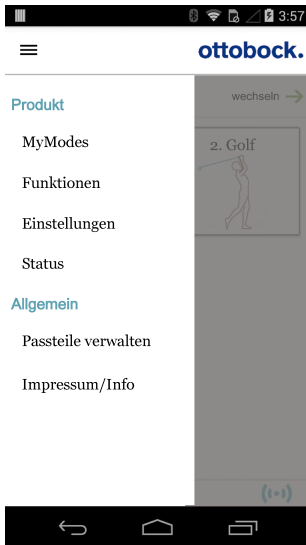 3:57
ottobock.
Produkt
wechseln
MyModes
2. Golf
Funktionen
Einstellungen
Status
Allgemein
Passteile verwalten
Impressum/Info